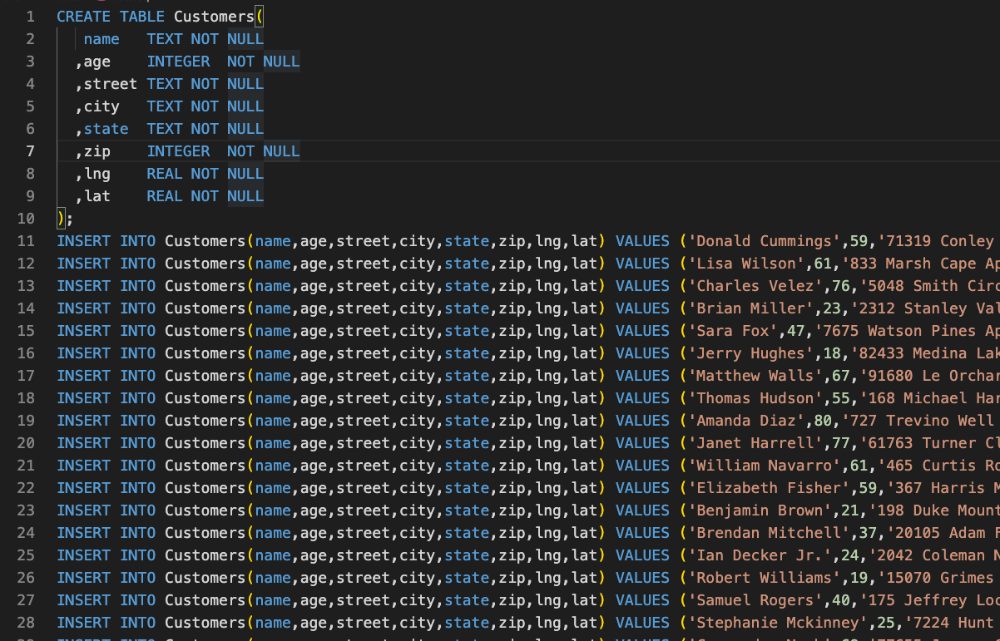 1 CREATE TABLE Customers(
2 name TEXT NOT NULL
3 ,age INTEGER NOT NULL
4 ,street TEXT NOT NULL
5 ,city TEXT NOT NULL
6 ,state TEXT NOT NULL
7 ,zip INTEGER NOT NULL
8 ,lng REAL NOT NULL
9 ,lat REAL NOT NULL
10 );
11 INSERT INTO Customers(name,age,street,city,state,zip,lng,lat) VALUES ('Donald Cummings',59,'71319 Conley
12 INSERT INTO Customers(name,age,street,city,state,zip,lng,lat) VALUES ('Lisa Wilson',61,'833 Marsh Cape Ap
13 INSERT INTO Customers(name,age,street,city,state,zip,lng,lat) VALUES ('Charles Velez',76,'5048 Smith Circ
14 INSERT INTO Customers(name,age,street,city,state,zip,lng,lat) VALUES ('Brian Miller',23,'2312 Stanley Val
15 INSERT INTO Customers(name,age,street,city,state,zip,lng,lat) VALUES ('Sara Fox',47,'7675 Watson Pines Ap
16 INSERT INTO Customers(name,age,street,city,state,zip,lng,lat) VALUES ('Jerry Hughes',18,'82433 Medina Lak
17 INSERT INTO Customers(name,age,street,city,state,zip,lng,lat) VALUES ('Matthew Walls',67,'91680 Le Orchar
18 INSERT INTO Customers(name,age,street,city,state,zip,lng,lat) VALUES ('Thomas Hudson',55,'168 Michael Har
19 INSERT INTO Customers(name,age,street,city,state,zip,lng,lat) VALUES ('Amanda Diaz',80,'727 Trevino Well
20 INSERT INTO Customers(name,age,street,city,state,zip,lng,lat) VALUES ('Janet Harrell',77,'61763 Turner Cl
21 INSERT INTO Customers(name,age,street,city,state,zip,lng,lat) VALUES ('William Navarro',61,'465 Curtis Ro
22 INSERT INTO Customers(name,age,street,city,state,zip,lng,lat) VALUES ('Elizabeth Fisher',59,'367 Harris M
23 INSERT INTO Customers(name,age,street,city,state,zip,lng,lat) VALUES ('Benjamin Brown',21,'198 Duke Mount
24 INSERT INTO Customers(name,age,street,city,state,zip,lng,lat) VALUES ('Brendan Mitchell',37,'20105 Adam F
25 INSERT INTO Customers(name,age,street,city,state,zip,lng,lat) VALUES ('Ian Decker Jr.',24,'2042 Coleman N
26 INSERT INTO Customers(name,age,street,city,state,zip,lng,lat) VALUES ('Robert Williams',19,'15070 Grimes
27 INSERT INTO Customers(name,age,street,city,state,zip,lng,lat) VALUES ('Samuel Rogers',40,'175 Jeffrey Loc
28 INSERT INTO Customers(name,age,street,city,state,zip,lng,lat) VALUES ('Stephanie Mckinney',25,'7224 Hunt